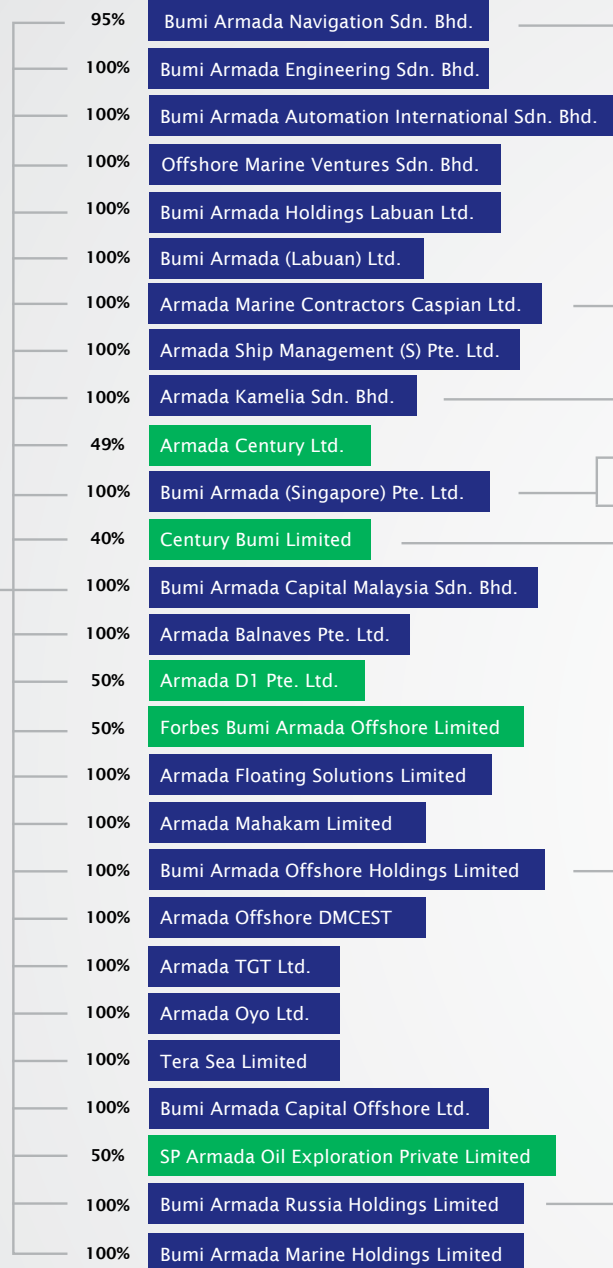 95% Bumi Armada Navigation Sdn. Bhd.
100% Bumi Armada Engineering Sdn. Bhd.
100% Bumi Armada Automation International Sdn. Bhd.
100% Offshore Marine Ventures Sdn. Bhd.
100% Bumi Armada Holdings Labuan Ltd.
100% Bumi Armada (Labuan) Ltd.
100% Armada Marine Contractors Caspian Ltd.
100% Armada Ship Management (S) Pte. Ltd.
100% Armada Kamelia Sdn. Bhd.
49% Armada Century Ltd.
100% Bumi Armada (Singapore) Pte. Ltd.
40% Century Bumi Limited
100% Bumi Armada Capital Malaysia Sdn. Bhd.
100% Armada Balnaves Pte. Ltd.
50% Armada D1 Pte. Ltd.
50% Forbes Bumi Armada Offshore Limited
100% Armada Floating Solutions Limited
100% Armada Mahakam Limited
100% Bumi Armada Offshore Holdings Limited
100% Armada Offshore DMCEST
100% Armada TGT Ltd.
100% Armada Oyo Ltd.
100% Tera Sea Limited
100% Bumi Armada Capital Offshore Ltd.
50% SP Armada Oil Exploration Private Limited
100% Bumi Armada Russia Holdings Limited
100% Bumi Armada Marine Holdings Limited